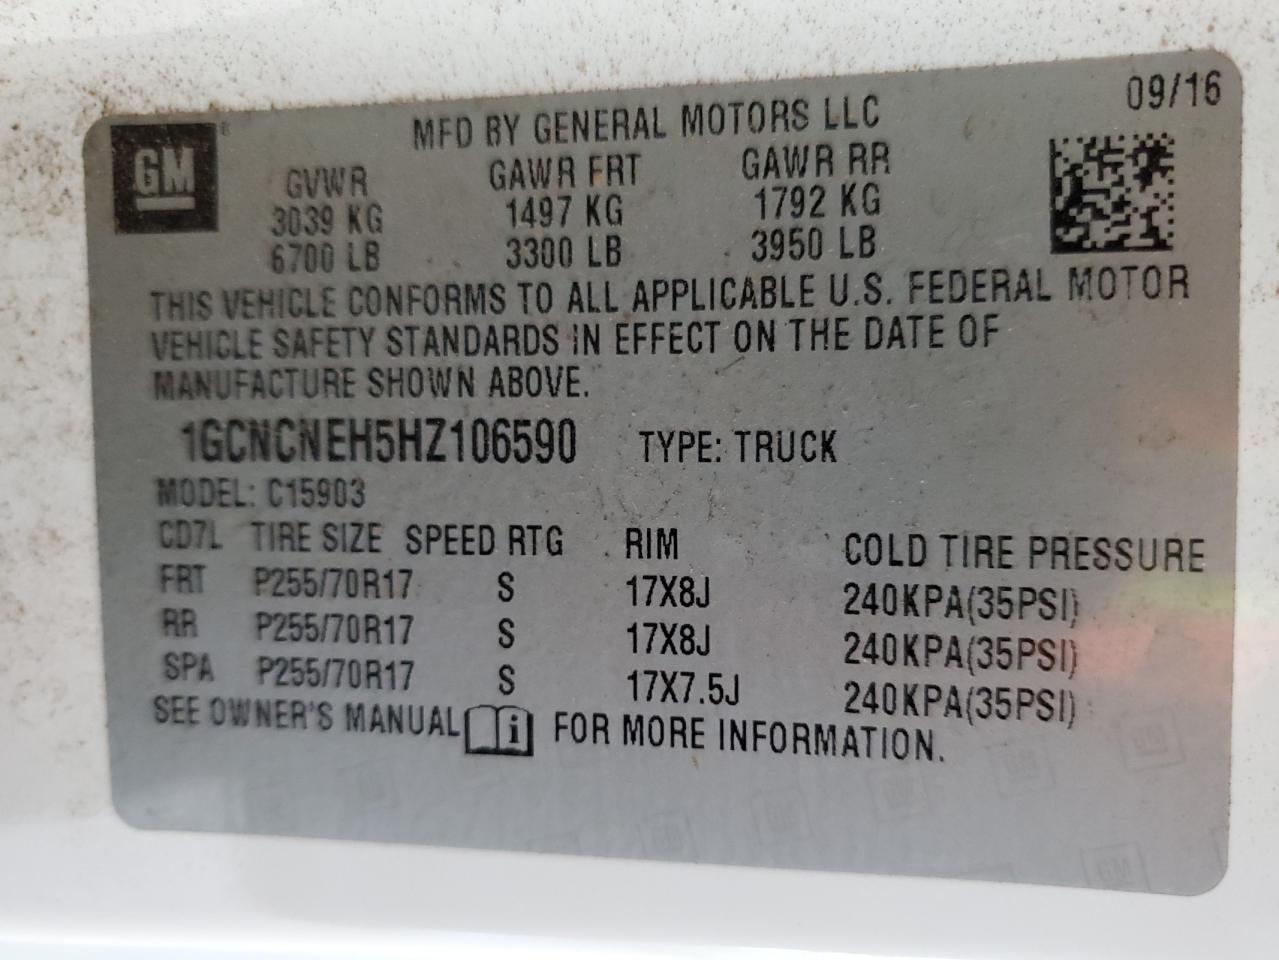 09/16
GM® MFD BY GENERAL MOTORS LLC
GVWR GAWR FRT GAWR RR
3039 KG 1497 KG 1792 KG
6700 LB 3300 LB 3950 LB
THIS VEHICLE CONFORMS TO ALL APPLICABLE U.S. FEDERAL MOTOR
VEHICLE SAFETY STANDARDS IN EFFECT ON THE DATE OF
MANUFACTURE SHOWN ABOVE.
1GCNCNEH5HZ106590 TYPE: TRUCK
MODEL: C15903
CD7L TIRE SIZE SPEED RTG RIM COLD TIRE PRESSURE
FRT P255/70R17 S 17X8J 240KPA(35PSI)
RR P255/70R17 S 17X8J 240KPA(35PSI)
SPA P255/70R17 S 17X7.5J 240KPA(35PSI)
SEE OWNER'S MANUAL i FOR MORE INFORMATION.